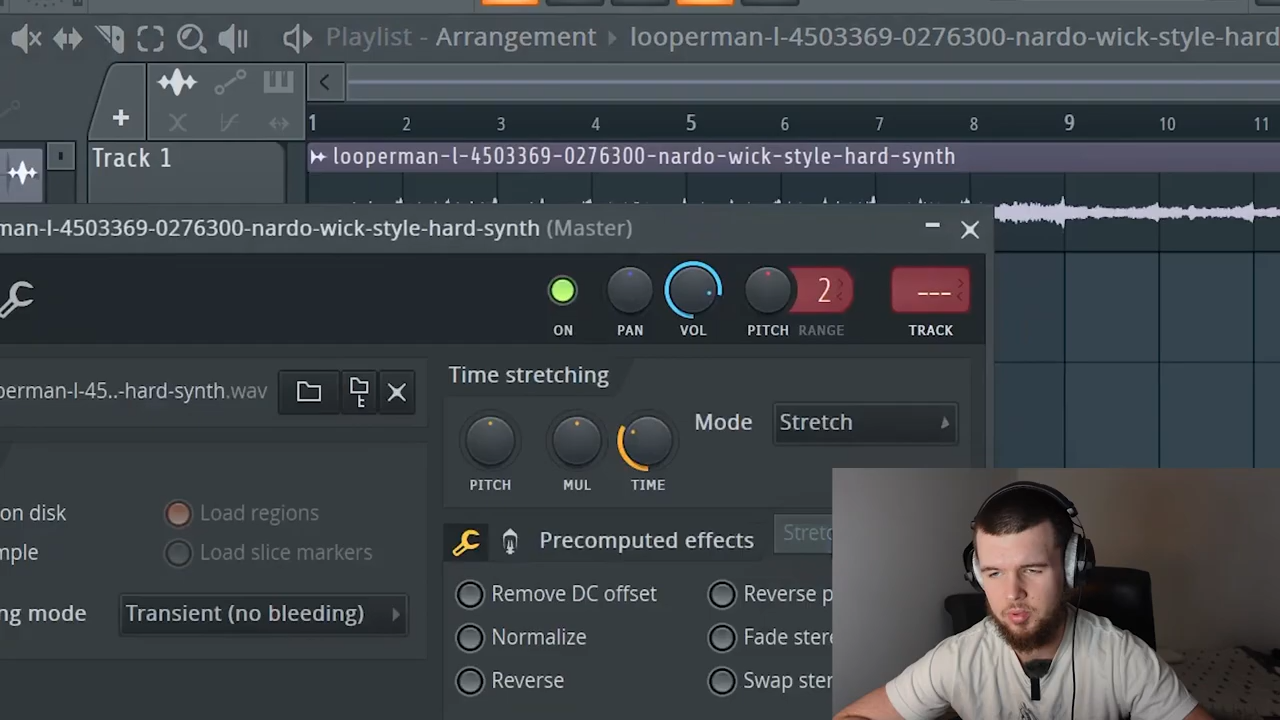 Playlist - Arrangement ▸ looperman-l-4503369-0276300-nardo-wick-style-hard
1 2 3 4 5 6 7 8 9 10 11
Track 1
looperman-l-4503369-0276300-nardo-wick-style-hard-synth
man-l-4503369-0276300-nardo-wick-style-hard-synth (Master)
2
---
ON PAN VOL PITCH RANGE TRACK
perman-l-45..-hard-synth.wav
Time stretching
Mode Stretch
PITCH MUL TIME
on disk
Load regions
mple
Load slice markers
ng mode
Transient (no bleeding)
Precomputed effects
Stretc
Remove DC offset
Reverse p
Normalize
Fade stere
Reverse
Swap ster